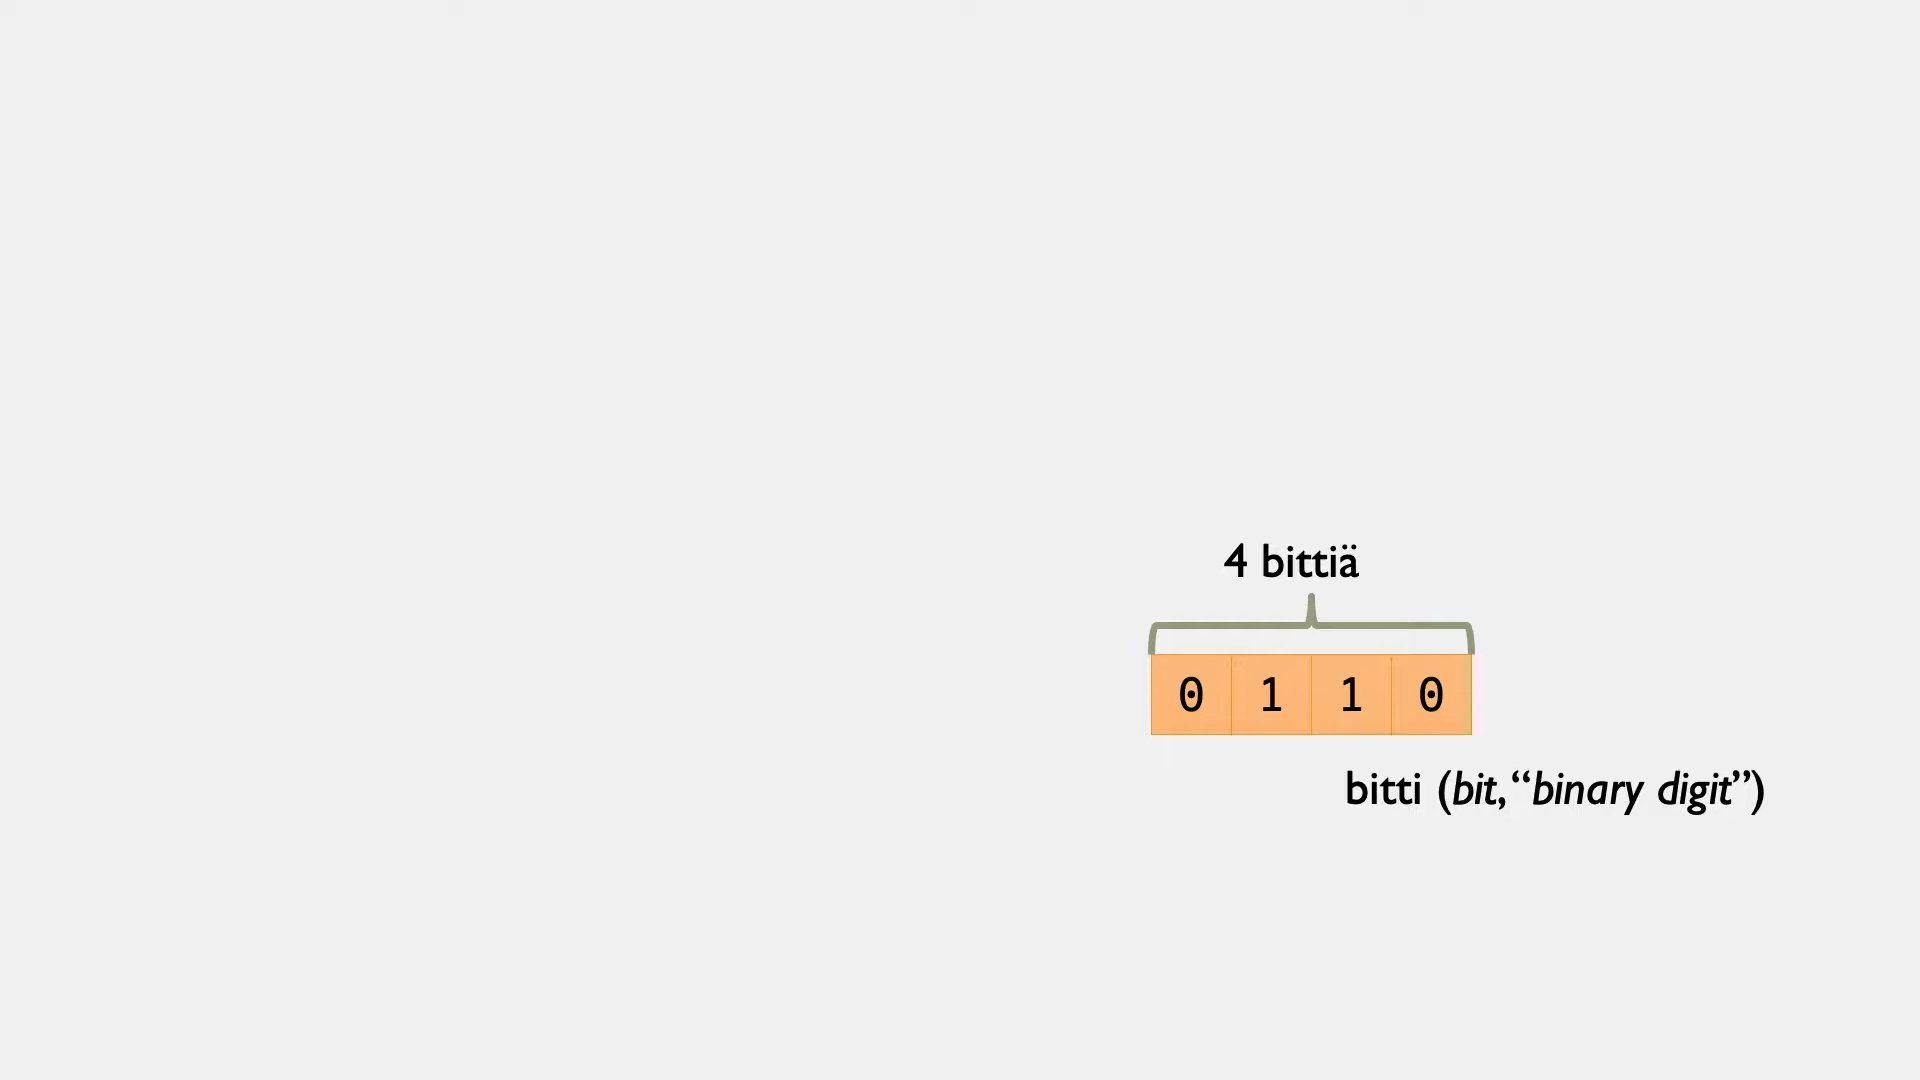 4 bittiä
0 1 1 0
bitti (bit, “binary digit”)